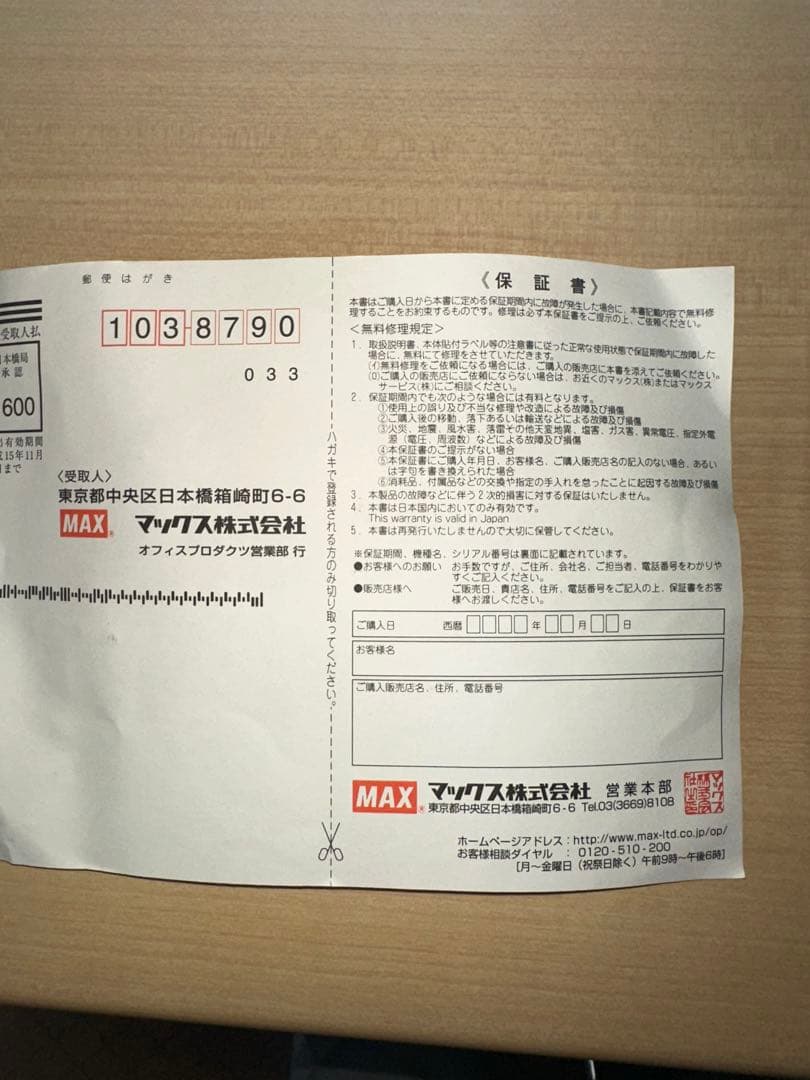 郵便はがき
受取人払
本橋局
承認
600
出有効期間
成15年11月
日まで
1038790
033
〈受取人〉
東京都中央区日本橋箱崎町6-6
MAX® マックス株式会社
オフィスプロダクツ営業部 行
ハガキで登録される方のみ切り取ってください。
《保証書》
本書はご購入日から本書に定める保証期間内に故障が発生した場合に、本書記載内容で無料修
理することをお約束するものです。修理は必ず本保証書をご提示の上、ご依頼ください。
<無料修理規定>
1. 取扱説明書、本体貼付ラベル等の注意書に従った正常な使用状態で保証期間内に故障した
場合に、無料にて修理をさせていただきます。
(イ)無料修理をご依頼になる場合には、ご購入の販売店に本書を添えてご依頼ください。
(ロ)ご購入の販売店にご依頼にならない場合は、お近くのマックス(株)またはマックス
サービス(株)にご相談ください。
2. 保証期間内でも次のような場合には有料となります。
①使用上の誤り及び不当な修理や改造による故障及び損傷
②ご購入後の移動、落下あるいは輸送などによる故障及び損傷
③火災、地震、風水害、落雷その他天変地異、塩害、ガス害、異常電圧、指定外電
源(電圧、周波数)などによる故障及び損傷
④本保証書のご提示がない場合
⑤本保証書にご購入年月日、お客様名、ご購入販売店名の記入のない場合、あるい
は字句を書き換えられた場合
⑥消耗品、付属品などの交換や指定の手入れを怠ったことに起因する故障及び損傷
3. 本製品の故障などに伴う2次的損害に対する保証はいたしません。
4. 本書は日本国内においてのみ有効です。
This warranty is valid in Japan
5. 本書は再発行いたしませんので大切に保管してください。
※保証期間、機種名、シリアル番号は裏面に記載されています。
●お客様へのお願い お手数ですが、ご住所、会社名、ご担当者、電話番号をわかりや
すくご記入ください。
●販売店様へ ご販売日、貴店名、住所、電話番号をご記入の上、保証書をお客
様へお渡しください。
ご購入日 西暦 年 月 日
お客様名
ご購入販売店名、住所、電話番号
MAX® マックス株式会社 営業本部
東京都中央区日本橋箱崎町6-6 Tel.03(3669)8108
ホームページアドレス:http://www.max-ltd.co.jp/op/
お客様相談ダイヤル : 0120-510-200
[月~金曜日(祝祭日除く)午前9時~午後6時]